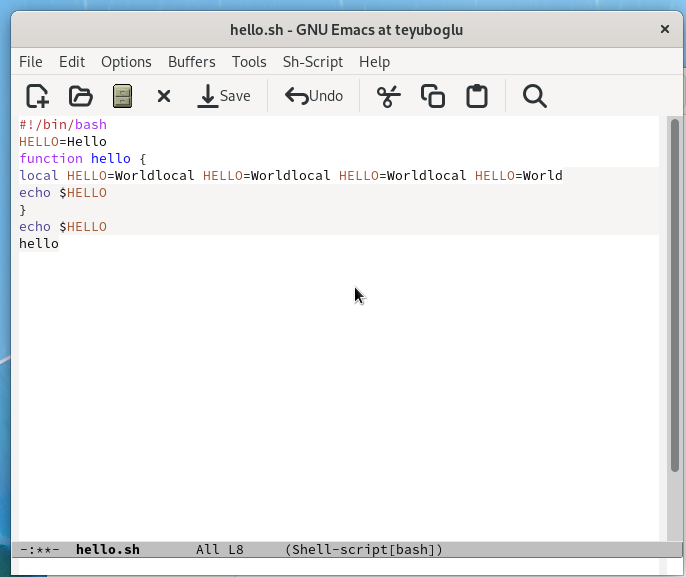 hello.sh - GNU Emacs at teyuboglu
File Edit Options Buffers Tools Sh-Script Help
Save Undo
#!/bin/bash
HELLO=Hello
function hello {
local HELLO=Worldlocal HELLO=Worldlocal HELLO=Worldlocal HELLO=World
echo $HELLO
}
echo $HELLO
hello
-:**- hello.sh All L8 (Shell-script[bash])